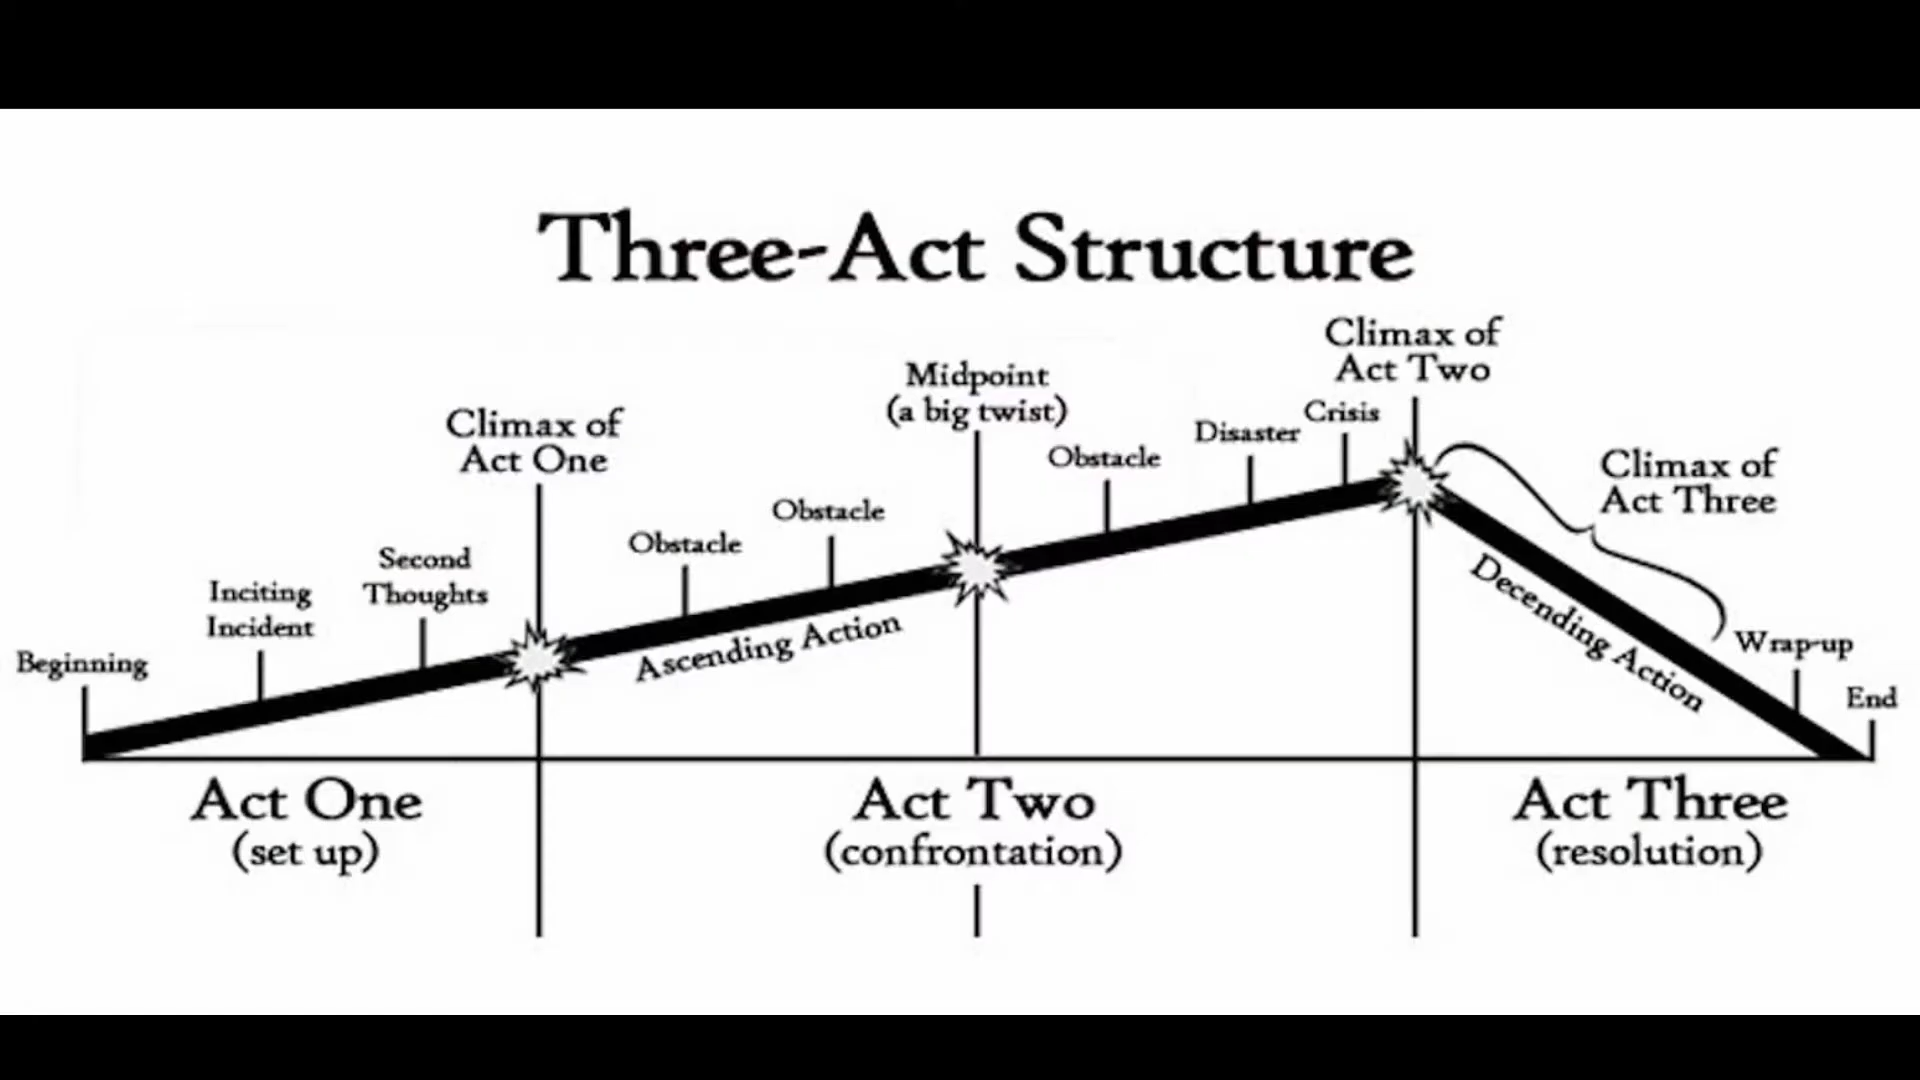 Three-Act Structure
Beginning
Inciting
Incident
Second
Thoughts
Climax of
Act One
Obstacle
Obstacle
Ascending Action
Midpoint
(a big twist)
Obstacle
Disaster
Crisis
Climax of
Act Two
Climax of
Act Three
Decending Action
Wrap-up
End
Act One
(set up)
Act Two
(confrontation)
Act Three
(resolution)